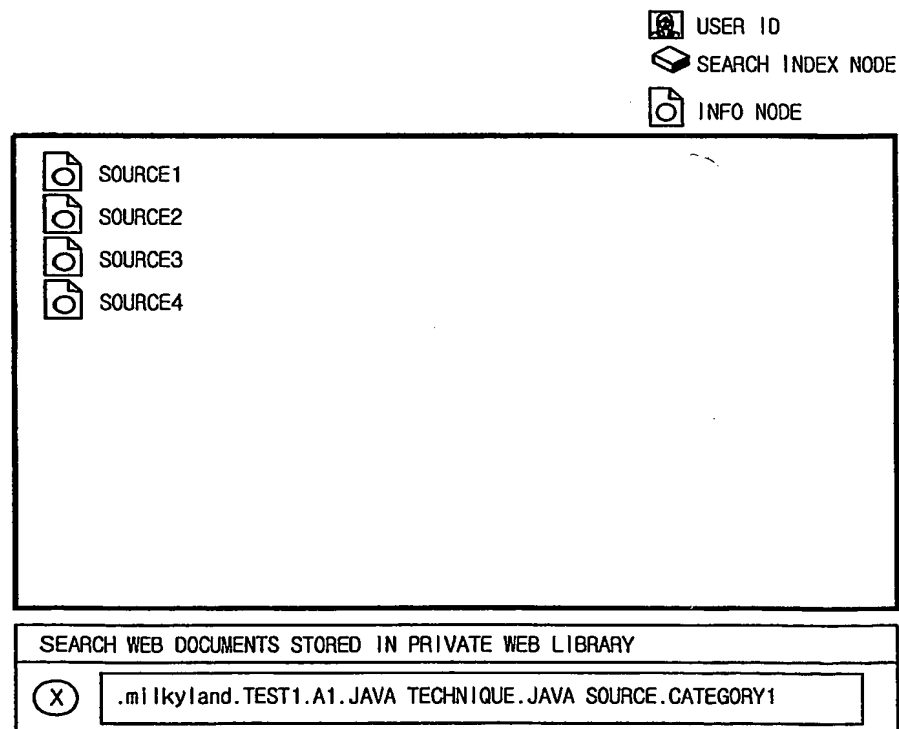 USER ID
SEARCH INDEX NODE
INFO NODE
SOURCE1
SOURCE2
SOURCE3
SOURCE4
SEARCH WEB DOCUMENTS STORED IN PRIVATE WEB LIBRARY
X .milkyland.TEST1.A1.JAVA TECHNIQUE.JAVA SOURCE.CATEGORY1